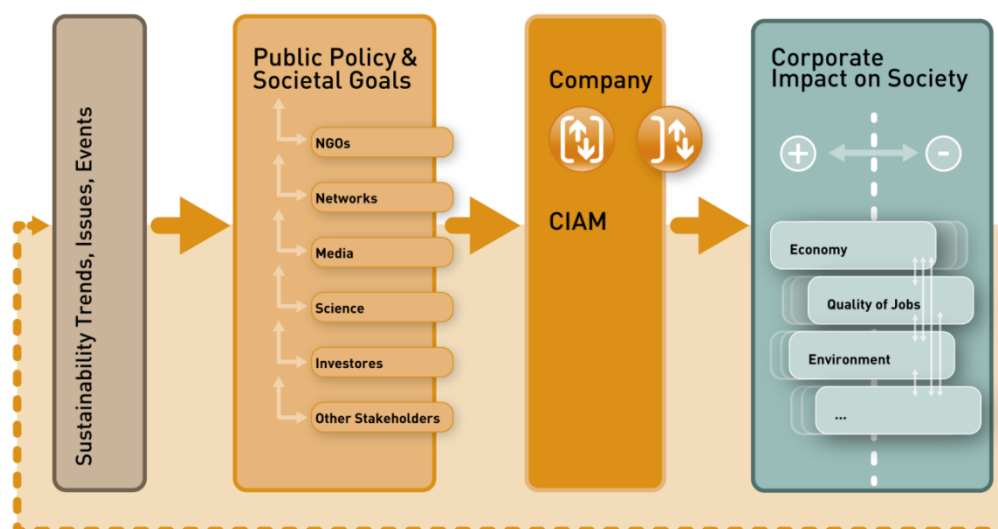 Sustainability Trends, Issues, Events
Public Policy &
Societal Goals
NGOs
Networks
Media
Science
Investores
Other Stakeholders
Company
CIAM
Corporate
Impact on Society
+
-
Economy
Quality of Jobs
Environment
...